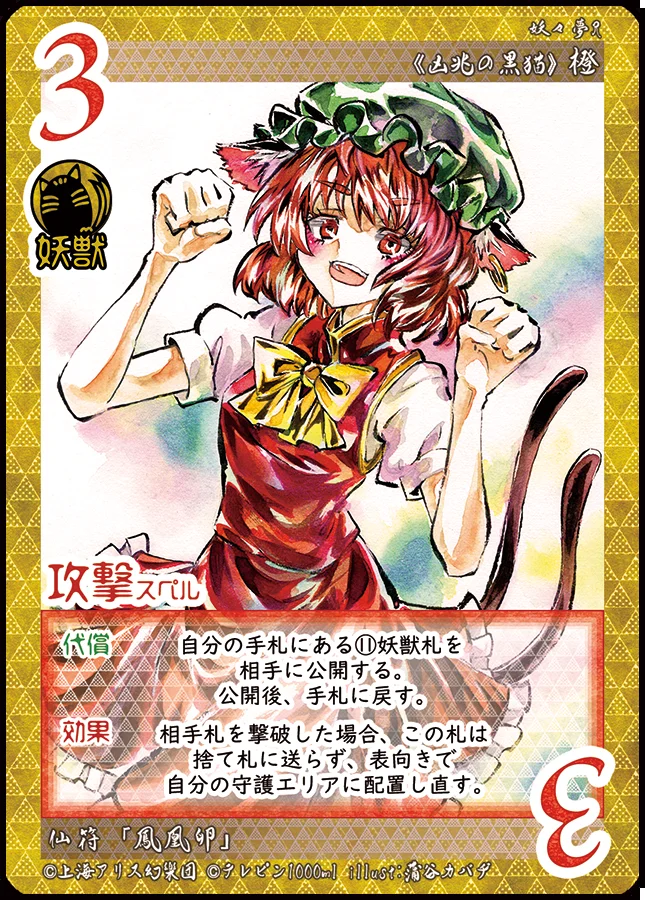 3
妖々夢
《凶兆の黒猫》 橙
妖獣
攻撃スペル
代償
自分の手札にある⑪妖獣札を
相手に公開する。
公開後、手札に戻す。
効果
相手札を撃破した場合、この札は
捨て札に送らず、表向きで
自分の守護エリアに配置し直す。
3
仙符 「鳳凰卵」
©上海アリス幻樂団 ©テレピン1000ml illust:蒲谷カバヂ